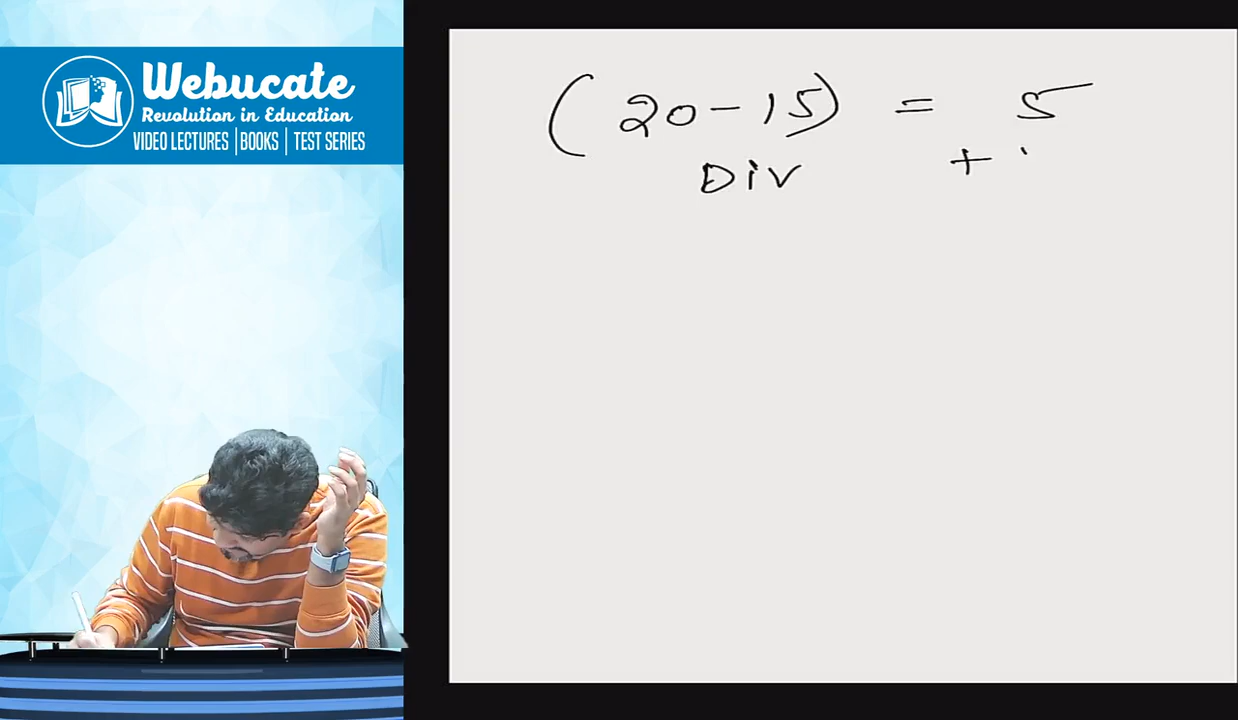 Webucate
Revolution in Education
VIDEO LECTURES | BOOKS | TEST SERIES
(20-15) = 5
Div +